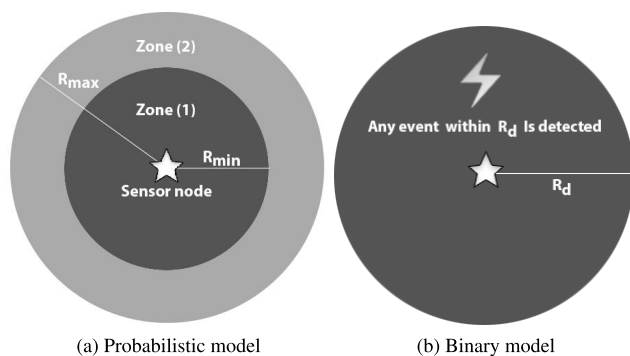 Zone (2)
Rmax
Zone (1)
Rmin
Sensor node
(a) Probabilistic model
Any event within Rd Is detected
Rd
(b) Binary model